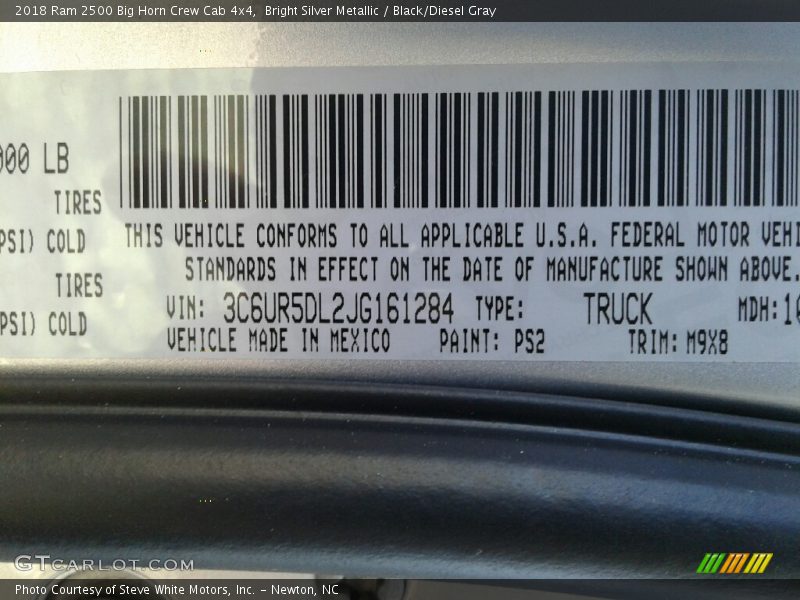 2018 Ram 2500 Big Horn Crew Cab 4x4, Bright Silver Metallic / Black/Diesel Gray
000 LB
TIRES
PSI) COLD
TIRES
PSI) COLD
THIS VEHICLE CONFORMS TO ALL APPLICABLE U.S.A. FEDERAL MOTOR VEHI
STANDARDS IN EFFECT ON THE DATE OF MANUFACTURE SHOWN ABOVE.
VIN: 3C6UR5DL2JG161284 TYPE: TRUCK MDH:
VEHICLE MADE IN MEXICO PAINT: PS2 TRIM: M9X8
GTCARLOT.COM
Photo Courtesy of Steve White Motors, Inc. – Newton, NC